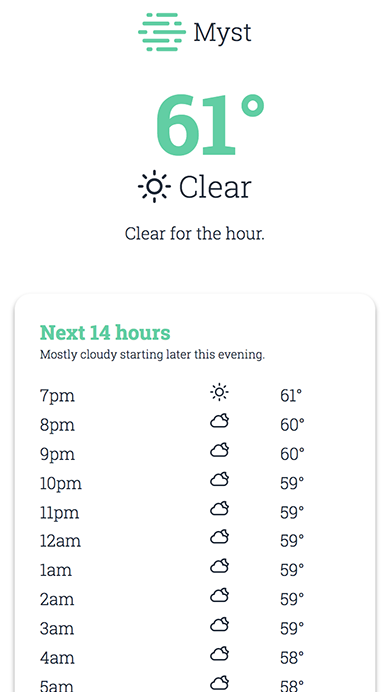 Myst
61°
Clear
Clear for the hour.
Next 14 hours
Mostly cloudy starting later this evening.
7pm 61°
8pm 60°
9pm 60°
10pm 59°
11pm 59°
12am 59°
1am 59°
2am 59°
3am 59°
4am 58°
5am 58°